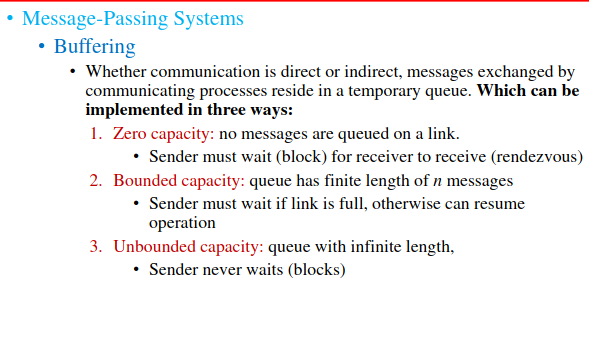 • Message-Passing Systems
• Buffering
• Whether communication is direct or indirect, messages exchanged by
communicating processes reside in a temporary queue. Which can be
implemented in three ways:
1. Zero capacity: no messages are queued on a link.
• Sender must wait (block) for receiver to receive (rendezvous)
2. Bounded capacity: queue has finite length of n messages
• Sender must wait if link is full, otherwise can resume
operation
3. Unbounded capacity: queue with infinite length,
• Sender never waits (blocks)